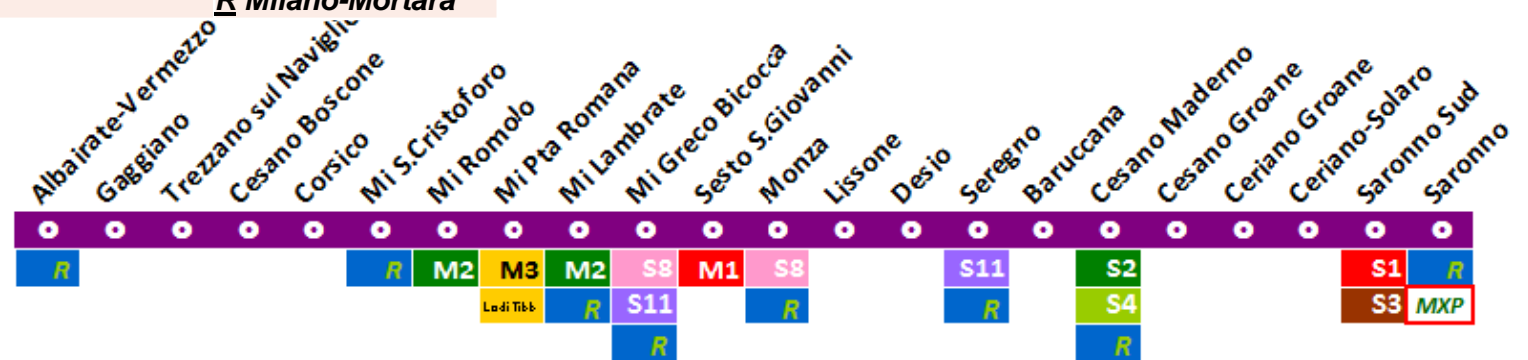 R Milano-Mortara
Albairate-Vermezzo
Gaggiano
Trezzano sul Naviglio
Cesano Boscone
Corsico
Mi S.Cristoforo
Mi Romolo
Mi Pta Romana
Mi Lambrate
Mi Greco Bicocca
Sesto S.Giovanni
Monza
Lissone
Desio
Seregno
Baruccana
Cesano Maderno
Cesano Groane
Ceriano Groane
Ceriano-Solaro
Saronno Sud
Saronno
R R M2 M3 M2 S8 M1 S8 S11 S2 S1 R
Lodi Tibb R S11 R R S4 S3 MXP
R R